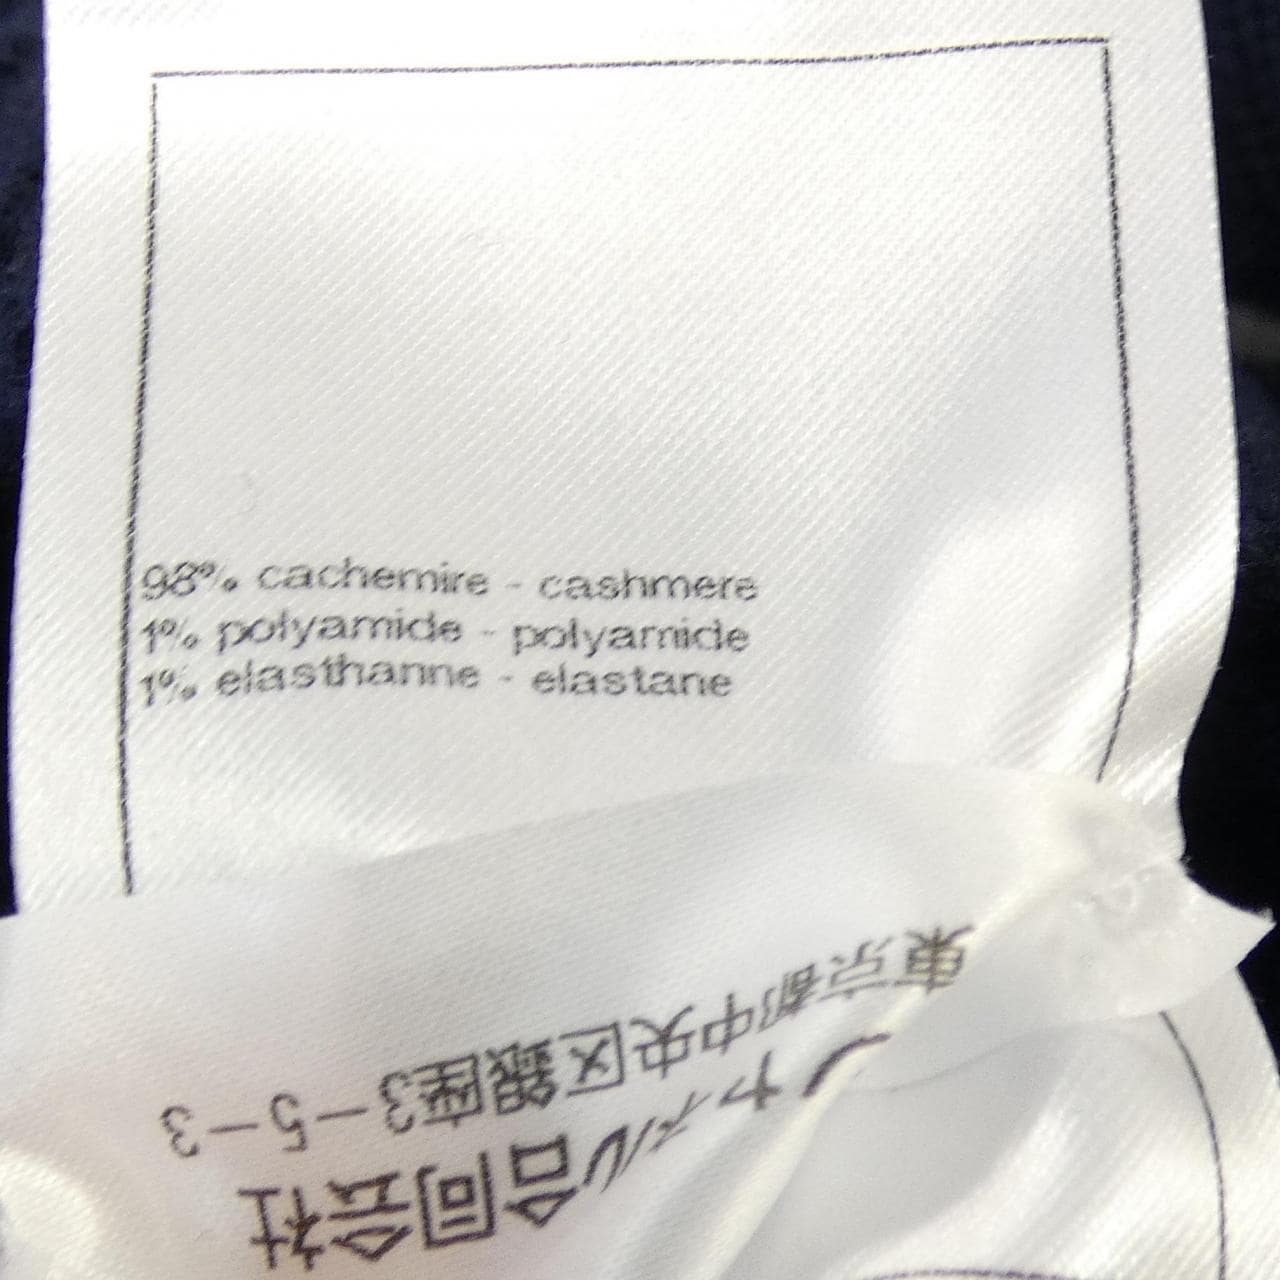 98% cachemire - cashmere
1% polyamide - polyamide
1% elasthanne - elastane
シャネル合同会社
東京都中央区銀座3-5-3